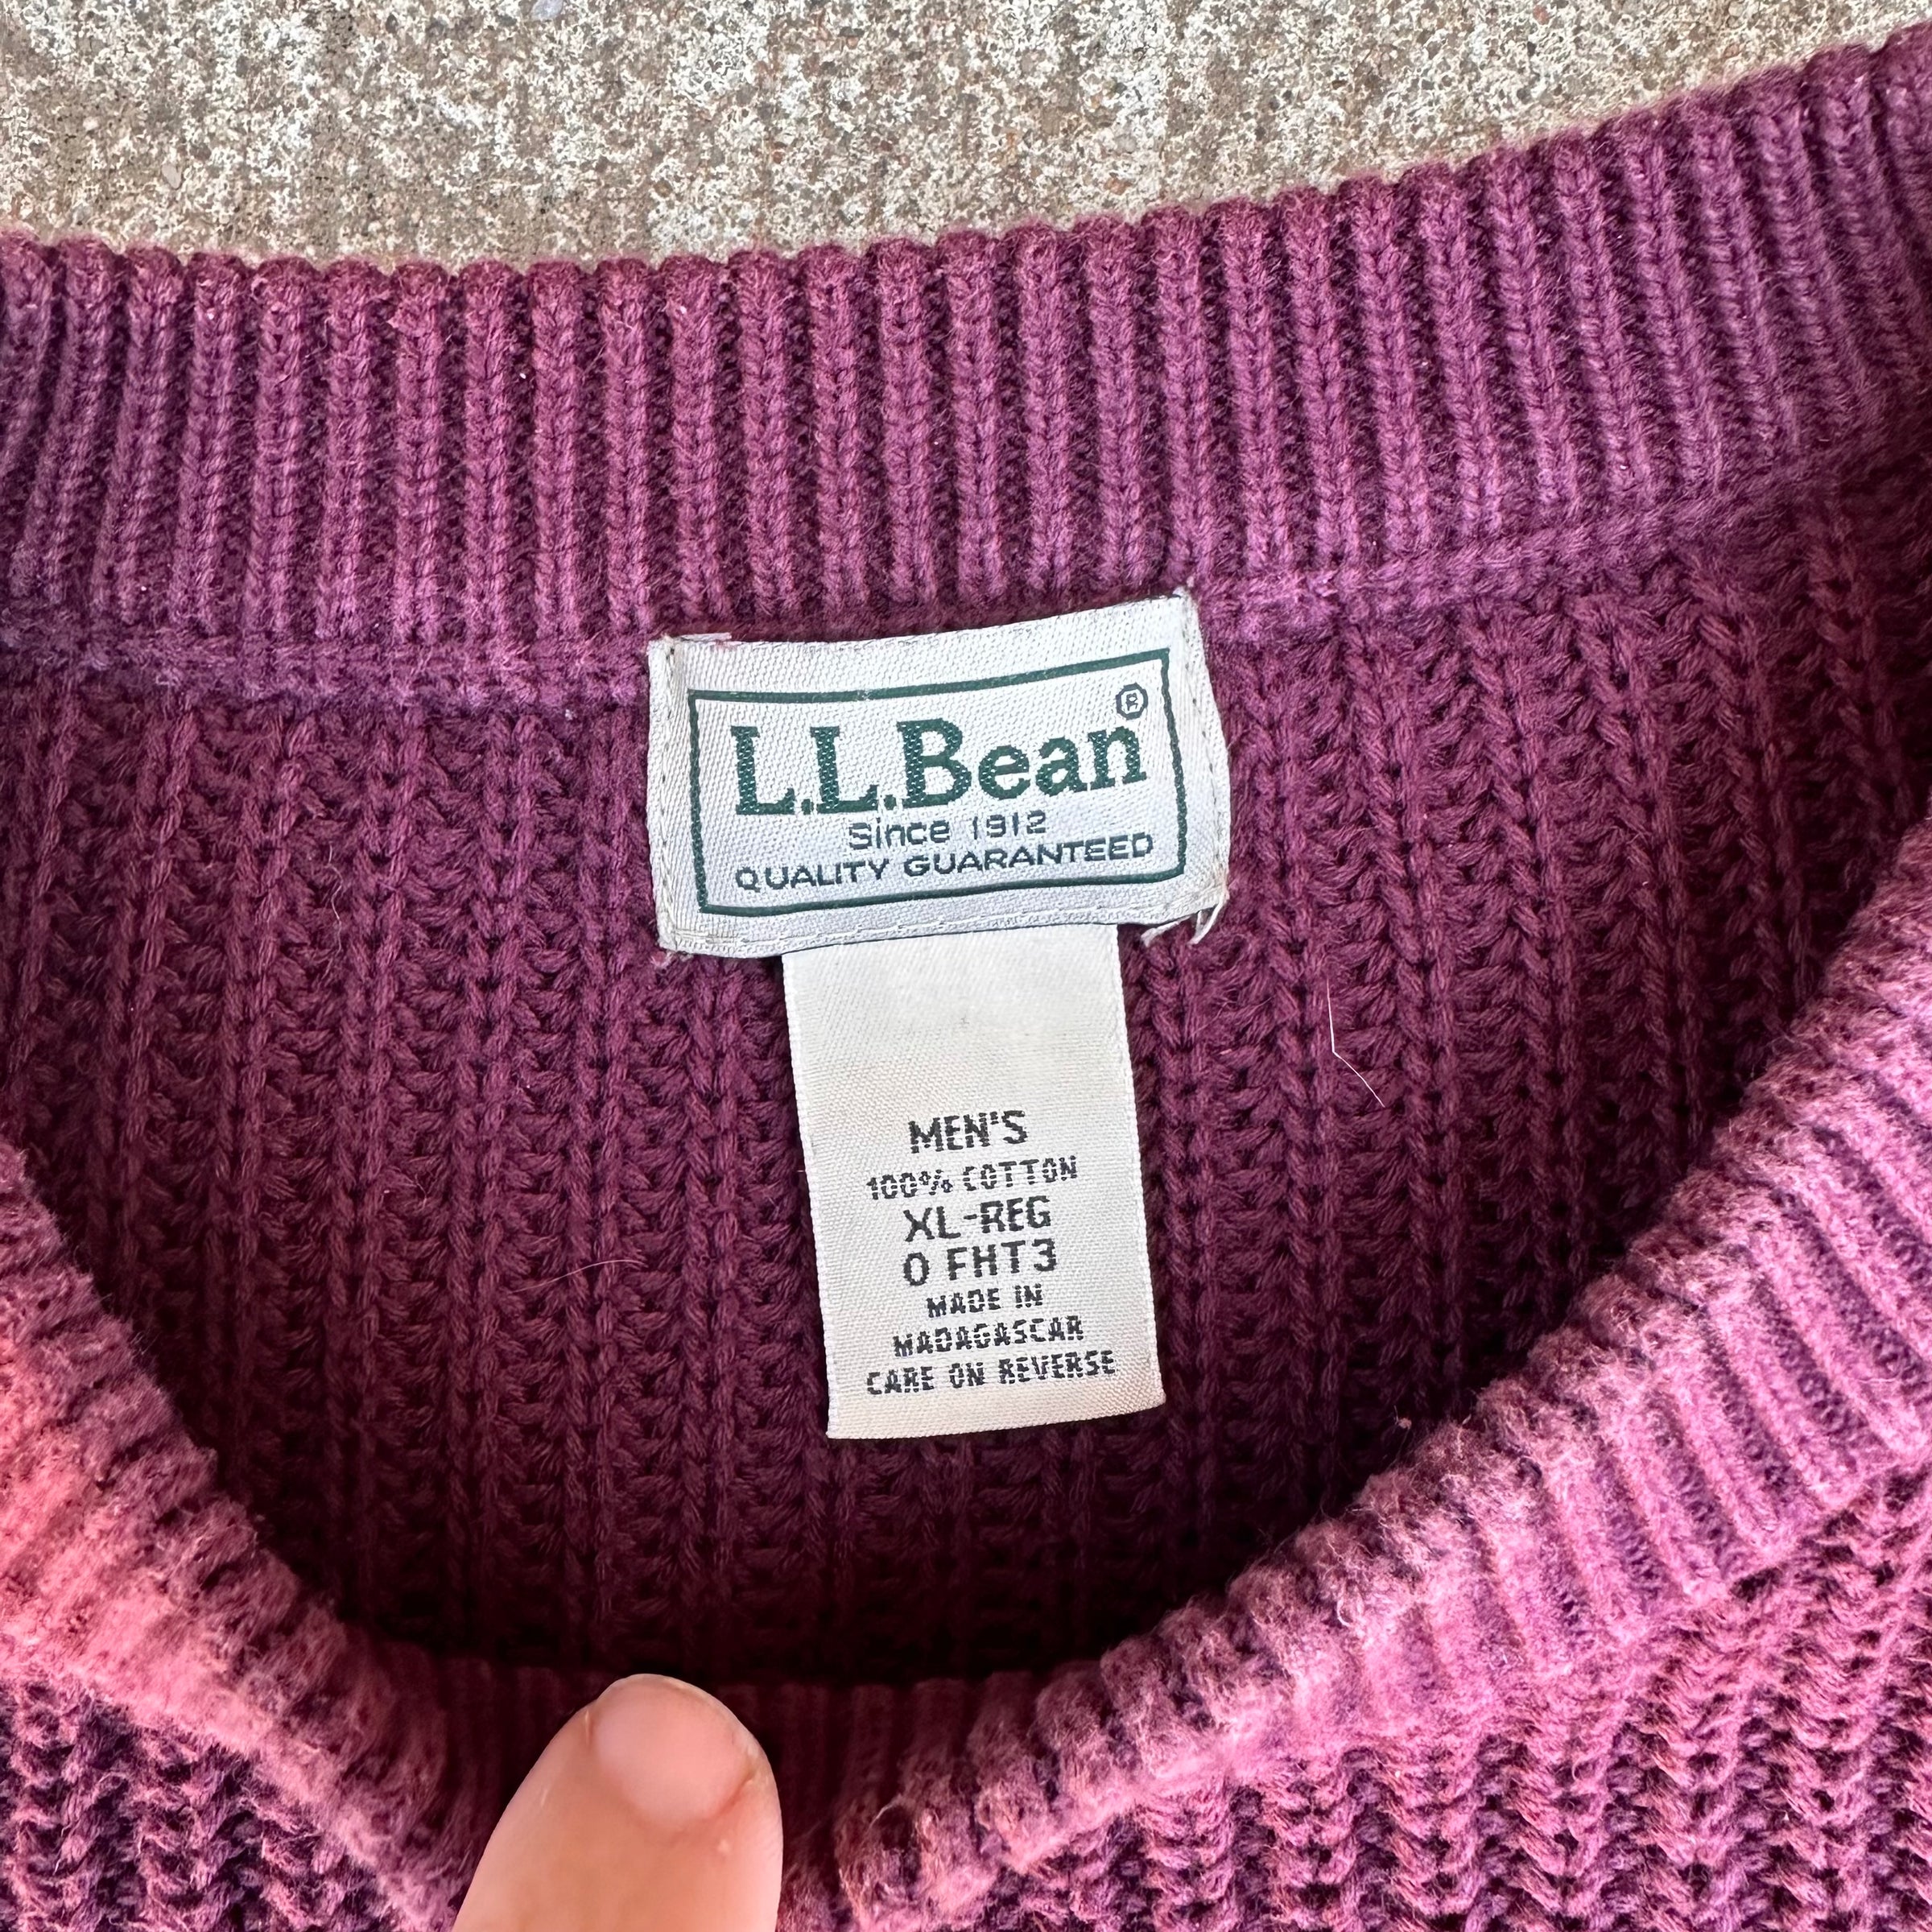 L.L.Bean®
Since 1912
QUALITY GUARANTEED
MEN'S
100% COTTON
XL-REG
0 FHT3
MADE IN
MADAGASCAR
CARE ON REVERSE